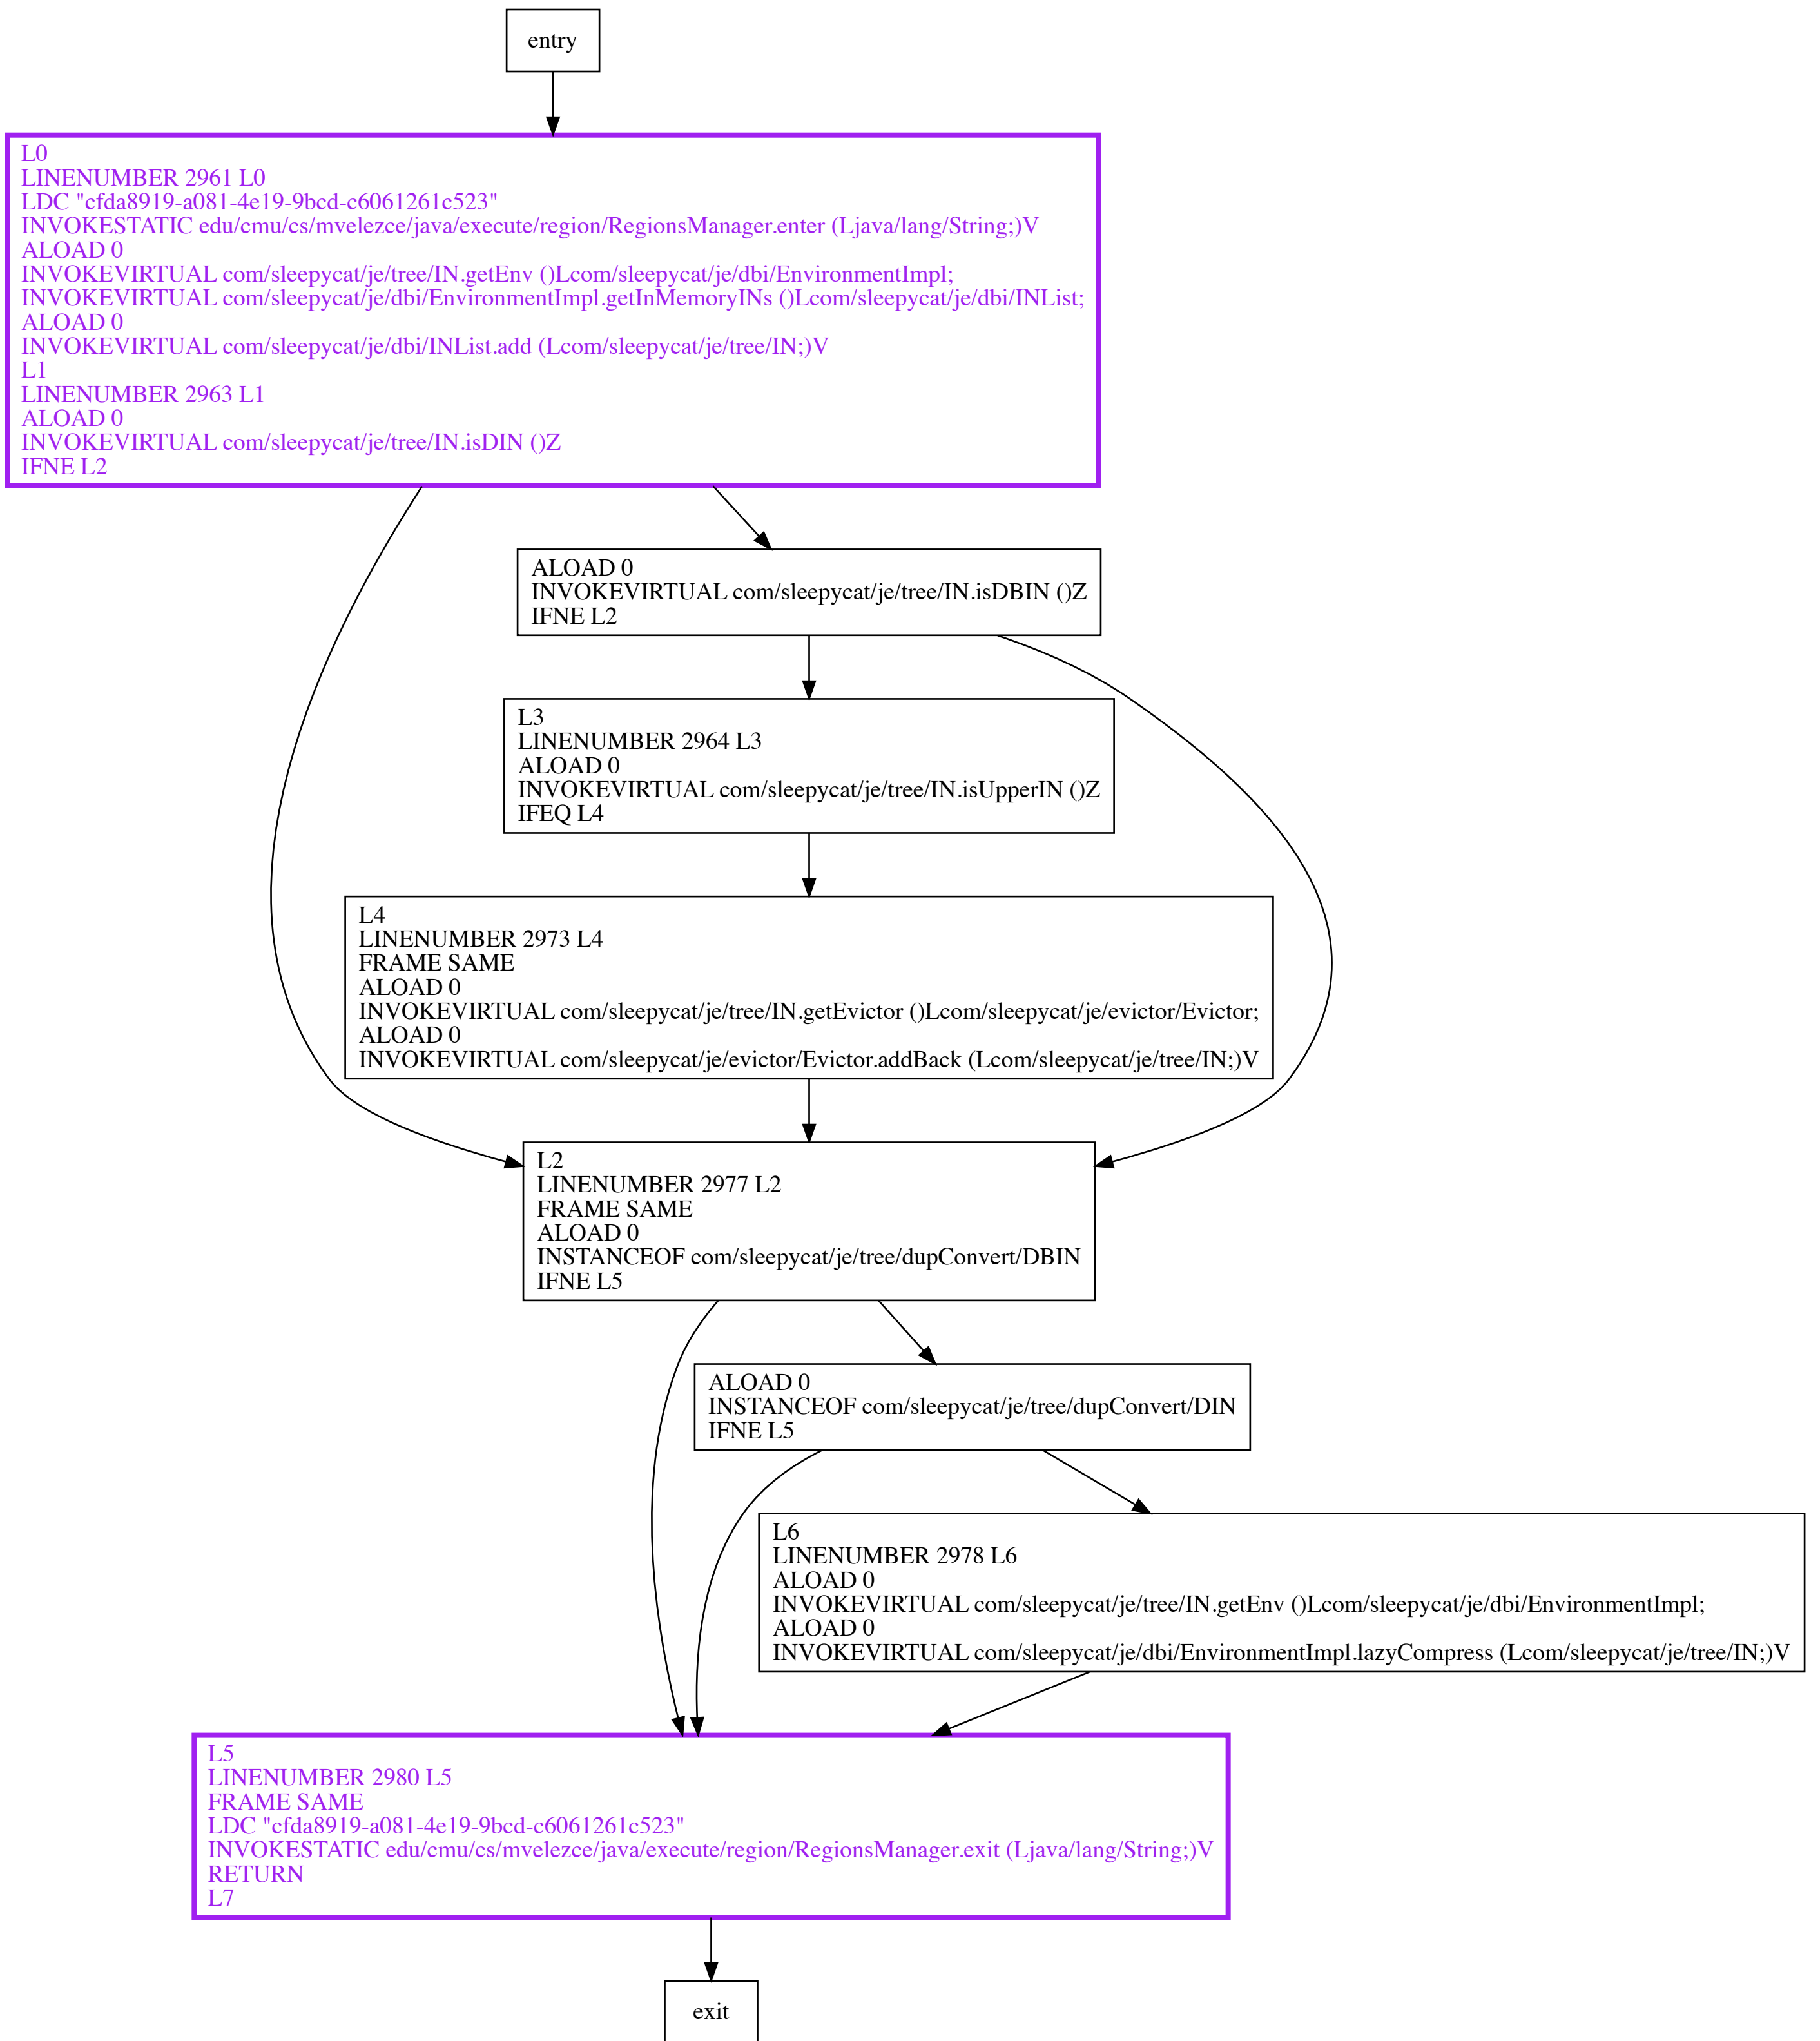 entry
L0
LINENUMBER 2961 L0
LDC "cfda8919-a081-4e19-9bcd-c6061261c523"
INVOKESTATIC edu/cmu/cs/mvelezce/java/execute/region/RegionsManager.enter (Ljava/lang/String;)V
ALOAD 0
INVOKEVIRTUAL com/sleepycat/je/tree/IN.getEnv ()Lcom/sleepycat/je/dbi/EnvironmentImpl;
INVOKEVIRTUAL com/sleepycat/je/dbi/EnvironmentImpl.getInMemoryINs ()Lcom/sleepycat/je/dbi/INList;
ALOAD 0
INVOKEVIRTUAL com/sleepycat/je/dbi/INList.add (Lcom/sleepycat/je/tree/IN;)V
L1
LINENUMBER 2963 L1
ALOAD 0
INVOKEVIRTUAL com/sleepycat/je/tree/IN.isDIN ()Z
IFNE L2
ALOAD 0
INVOKEVIRTUAL com/sleepycat/je/tree/IN.isDBIN ()Z
IFNE L2
L3
LINENUMBER 2964 L3
ALOAD 0
INVOKEVIRTUAL com/sleepycat/je/tree/IN.isUpperIN ()Z
IFEQ L4
L4
LINENUMBER 2973 L4
FRAME SAME
ALOAD 0
INVOKEVIRTUAL com/sleepycat/je/tree/IN.getEvictor ()Lcom/sleepycat/je/evictor/Evictor;
ALOAD 0
INVOKEVIRTUAL com/sleepycat/je/evictor/Evictor.addBack (Lcom/sleepycat/je/tree/IN;)V
L2
LINENUMBER 2977 L2
FRAME SAME
ALOAD 0
INSTANCEOF com/sleepycat/je/tree/dupConvert/DBIN
IFNE L5
ALOAD 0
INSTANCEOF com/sleepycat/je/tree/dupConvert/DIN
IFNE L5
L6
LINENUMBER 2978 L6
ALOAD 0
INVOKEVIRTUAL com/sleepycat/je/tree/IN.getEnv ()Lcom/sleepycat/je/dbi/EnvironmentImpl;
ALOAD 0
INVOKEVIRTUAL com/sleepycat/je/dbi/EnvironmentImpl.lazyCompress (Lcom/sleepycat/je/tree/IN;)V
L5
LINENUMBER 2980 L5
FRAME SAME
LDC "cfda8919-a081-4e19-9bcd-c6061261c523"
INVOKESTATIC edu/cmu/cs/mvelezce/java/execute/region/RegionsManager.exit (Ljava/lang/String;)V
RETURN
L7
exit